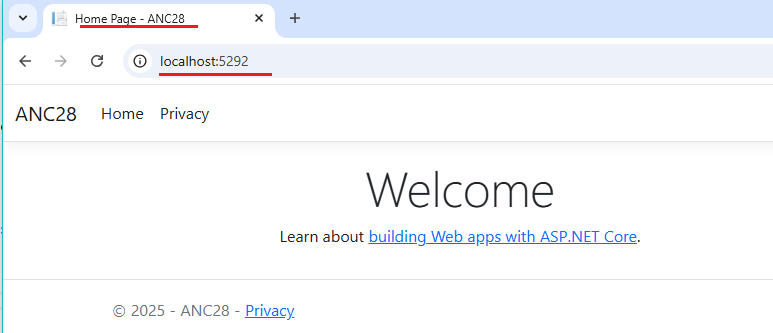 Home Page - ANC28
localhost:5292
ANC28 Home Privacy
Welcome
Learn about building Web apps with ASP.NET Core.
© 2025 - ANC28 - Privacy